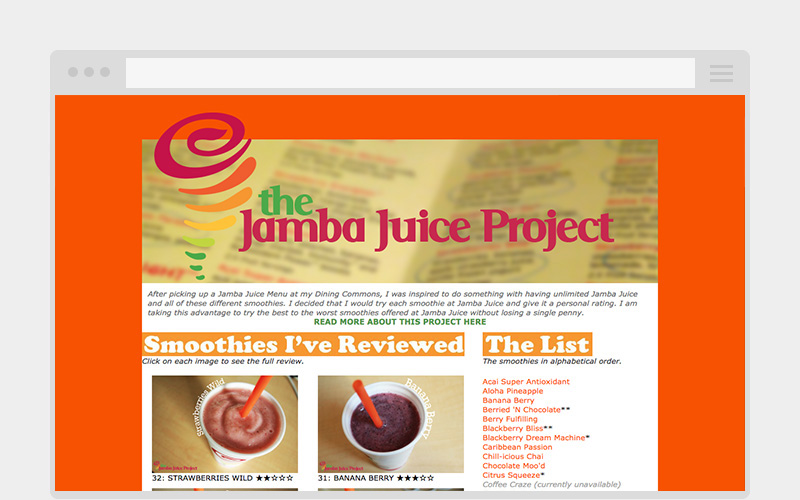 the
Jamba Juice Project
After picking up a Jamba Juice Menu at my Dining Commons, I was inspired to do something with having unlimited Jamba Juice
and all of these different smoothies. I decided that I would try each smoothie at Jamba Juice and give it a personal rating. I am
taking this advantage to try the best to the worst smoothies offered at Jamba Juice without losing a single penny.
READ MORE ABOUT THIS PROJECT HERE
Smoothies I've Reviewed
Click on each image to see the full review.
Strawberries Wild
Jamba Juice Project
32: STRAWBERRIES WILD ★★☆☆☆
Banana Berry
Jamba Juice Project
31: BANANA BERRY ★★★☆☆
The List
The smoothies in alphabetical order.
Acai Super Antioxidant
Aloha Pineapple
Banana Berry
Berried 'N Chocolate**
Berry Fulfilling
Blackberry Bliss**
Blackberry Dream Machine*
Caribbean Passion
Chill-icious Chai
Chocolate Moo'd
Citrus Squeeze*
Coffee Craze (currently unavailable)